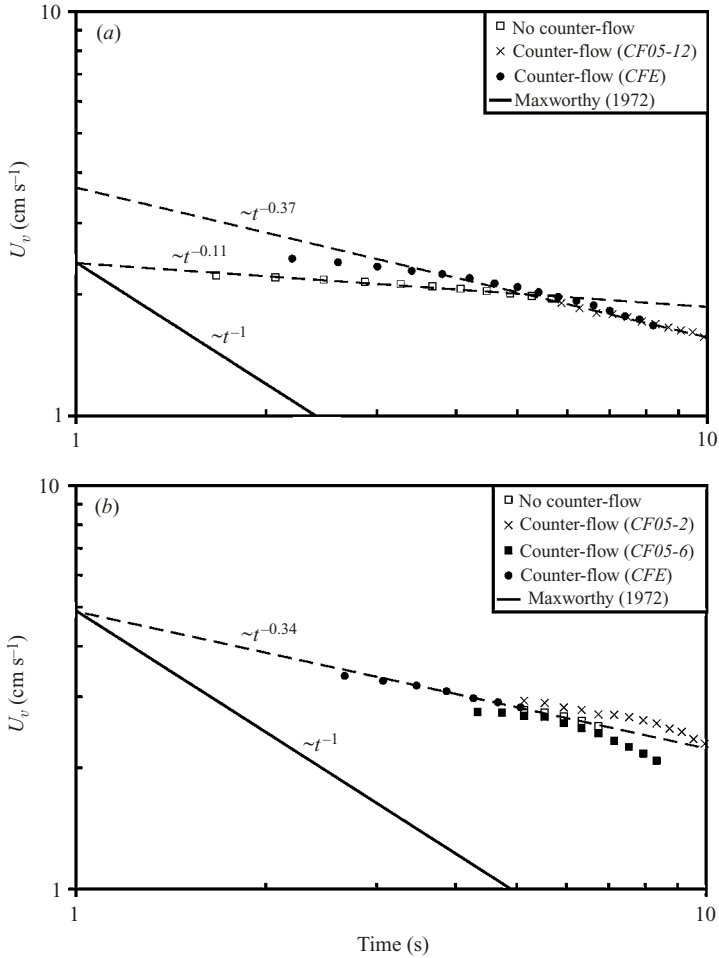 10
(a)
No counter-flow
Counter-flow (CF05-12)
Counter-flow (CFE)
Maxworthy (1972)
U_v (cm s⁻¹)
~t⁻⁰·³⁷
~t⁻⁰·¹¹
~t⁻¹
1
1
10
10
(b)
No counter-flow
Counter-flow (CF05-2)
Counter-flow (CF05-6)
Counter-flow (CFE)
Maxworthy (1972)
U_v (cm s⁻¹)
~t⁻⁰·³⁴
~t⁻¹
1
1
10
Time (s)